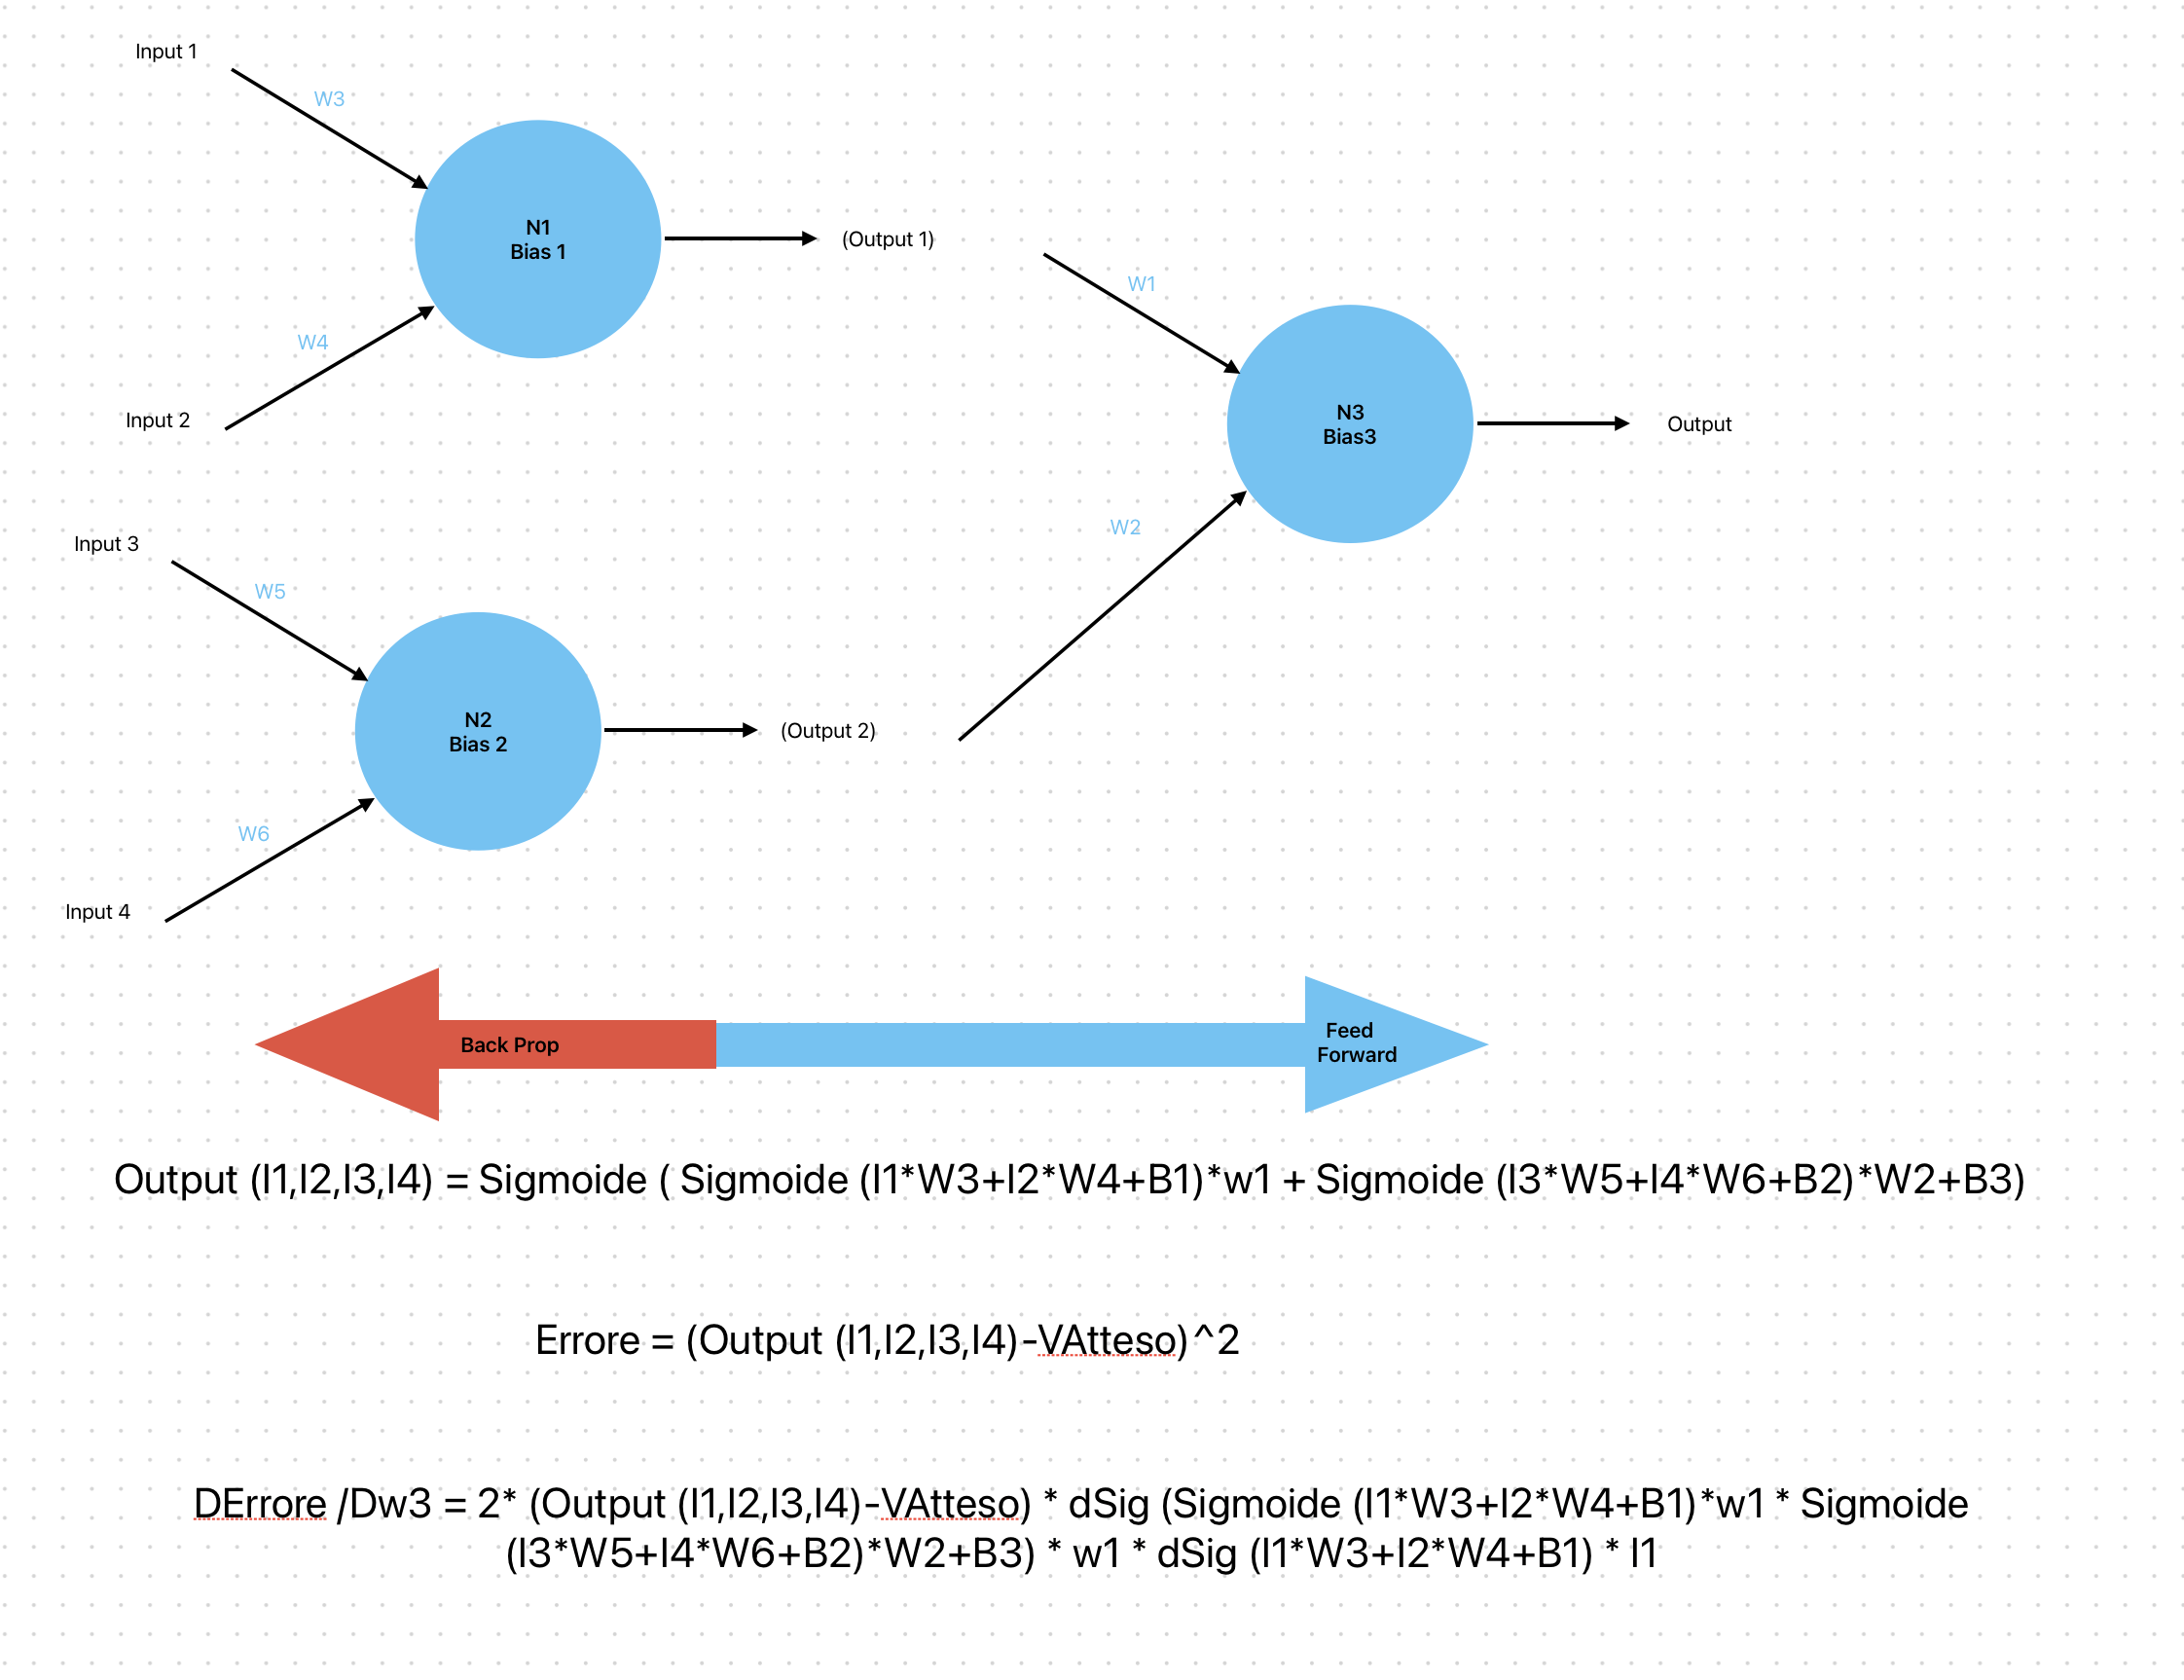 Input 1
W3
N1
Bias 1
(Output 1)
W4
Input 2
W1
N3
Bias3
Output
W2
Input 3
W5
N2
Bias 2
(Output 2)
W6
Input 4
Back Prop
Feed
Forward
Output (I1,I2,I3,I4) = Sigmoide ( Sigmoide (I1*W3+I2*W4+B1)*w1 + Sigmoide (I3*W5+I4*W6+B2)*W2+B3)
Errore = (Output (I1,I2,I3,I4)-VAtteso)^2
DErrore /Dw3 = 2* (Output (I1,I2,I3,I4)-VAtteso) * dSig (Sigmoide (I1*W3+I2*W4+B1)*w1 * Sigmoide
(I3*W5+I4*W6+B2)*W2+B3) * w1 * dSig (I1*W3+I2*W4+B1) * I1